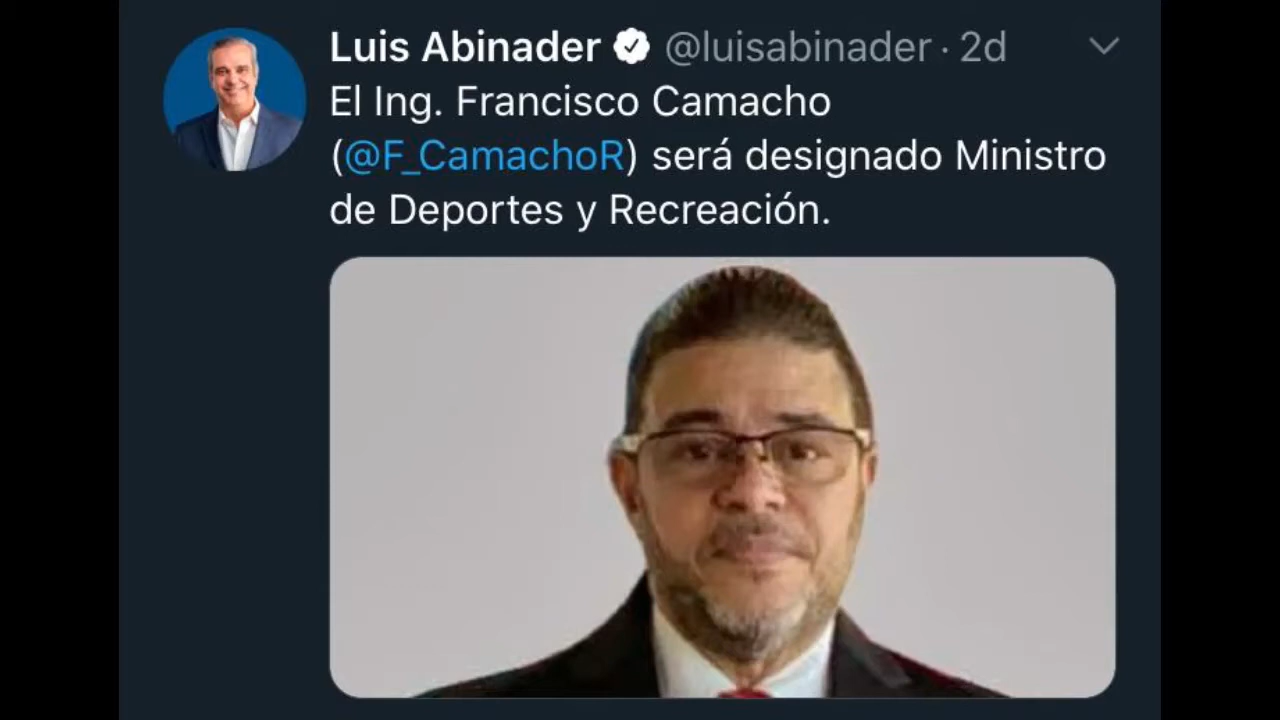 Luis Abinader @luisabinader · 2d
El Ing. Francisco Camacho
(@F_CamachoR) será designado Ministro
de Deportes y Recreación.